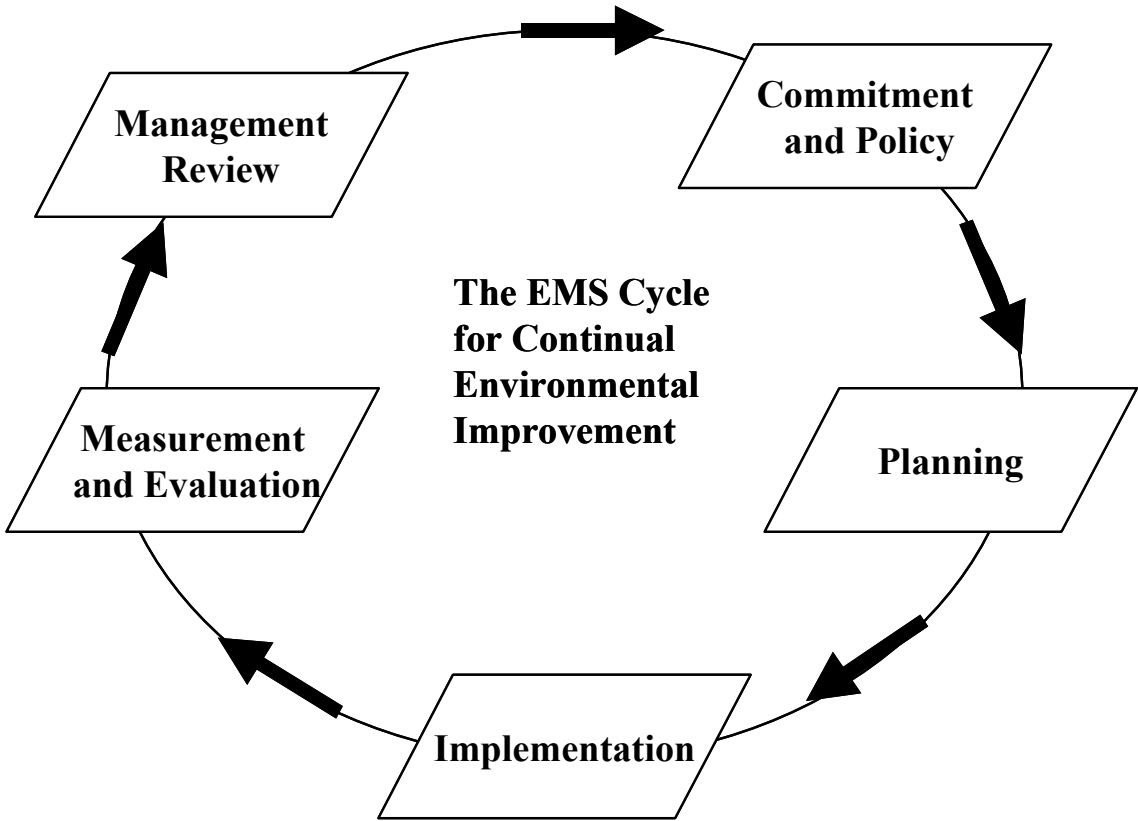 Management
Review
Commitment
and Policy
The EMS Cycle
for Continual
Environmental
Improvement
Measurement
and Evaluation
Planning
Implementation